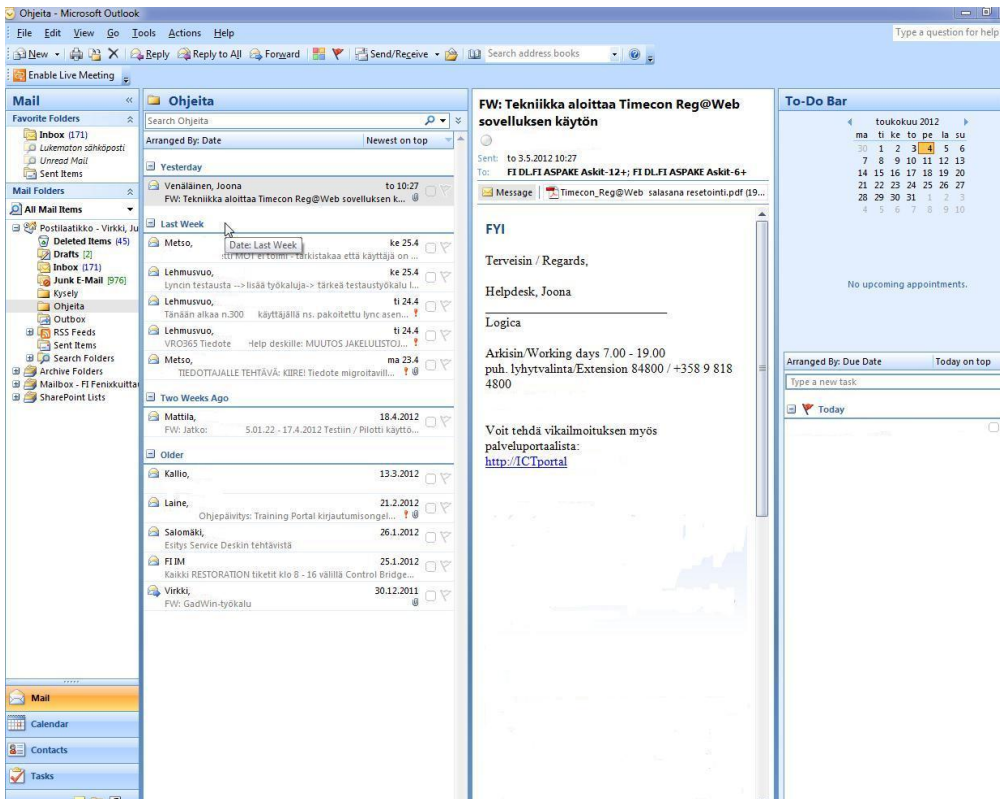 Ohjeita - Microsoft Outlook
File Edit View Go Tools Actions Help
Type a question for help
New Reply Reply to All Forward Send/Receive Search address books
Enable Live Meeting
Mail
Favorite Folders
Inbox (171)
Lukematon sähköposti
Unread Mail
Sent Items
Mail Folders
All Mail Items
Postilaatikko - Virkki, Ju
Deleted Items (45)
Drafts [2]
Inbox (171)
Junk E-Mail [976]
Kysely
Ohjeita
Outbox
RSS Feeds
Sent Items
Search Folders
Archive Folders
Mailbox - FI Fenixkuittau
SharePoint Lists
Mail
Calendar
Contacts
Tasks
Ohjeita
Search Ohjeita
Arranged By: Date Newest on top
Yesterday
Venäläinen, Joona to 10:27
FW: Tekniikka aloittaa Timecon Reg@Web sovelluksen k...
Last Week
Date: Last Week
Metso, ke 25.4
MOT ei toimi - tarkistakaa että käyttäjä on ...
Lehmusvuo, ke 25.4
Lyncin testausta -->lisää työkaluja-> tärkeä testaustyökalu l...
Lehmusvuo, ti 24.4
Tänään alkaa n.300 käyttäjällä ns. pakoitettu lync asen...
Lehmusvuo, ti 24.4
VRO365 Tiedote Help deskille: MUUTOS JAKELULISTOJ...
Metso, ma 23.4
TIEDOTTAJALLE TEHTÄVÄ: KIIRE! Tiedote migroitavill...
Two Weeks Ago
Mattila, 18.4.2012
FW: Jatko: 5.01.22 - 17.4.2012 Testiin / Pilotti käyttö...
Older
Kallio, 13.3.2012
Laine, 21.2.2012
Ohjepäivitys: Training Portal kirjautumisongel...
Salomäki, 26.1.2012
Esitys Service Deskin tehtävistä
FI IM 25.1.2012
Kaikki RESTORATION tiketit klo 8 - 16 välillä Control Bridge...
Virkki, 30.12.2011
FW: GadWin-työkalu
FW: Tekniikka aloittaa Timecon Reg@Web
sovelluksen käytön
Sent: to 3.5.2012 10:27
To: FI DL.FI ASPAKE Askit-12+; FI DL.FI ASPAKE Askit-6+
Message Timecon_Reg@Web salasana resetointi.pdf (19...
FYI
Terveisin / Regards,
Helpdesk, Joona
Logica
Arkisin/Working days 7.00 - 19.00
puh. lyhytvalinta/Extension 84800 / +358 9 818
4800
Voit tehdä vikailmoituksen myös
palveluportaalista:
http://ICTportal
To-Do Bar
toukokuu 2012
ma ti ke to pe la su
30 1 2 3 4 5 6
7 8 9 10 11 12 13
14 15 16 17 18 19 20
21 22 23 24 25 26 27
28 29 30 31 1 2 3
4 5 6 7 8 9 10
No upcoming appointments.
Arranged By: Due Date Today on top
Type a new task
Today